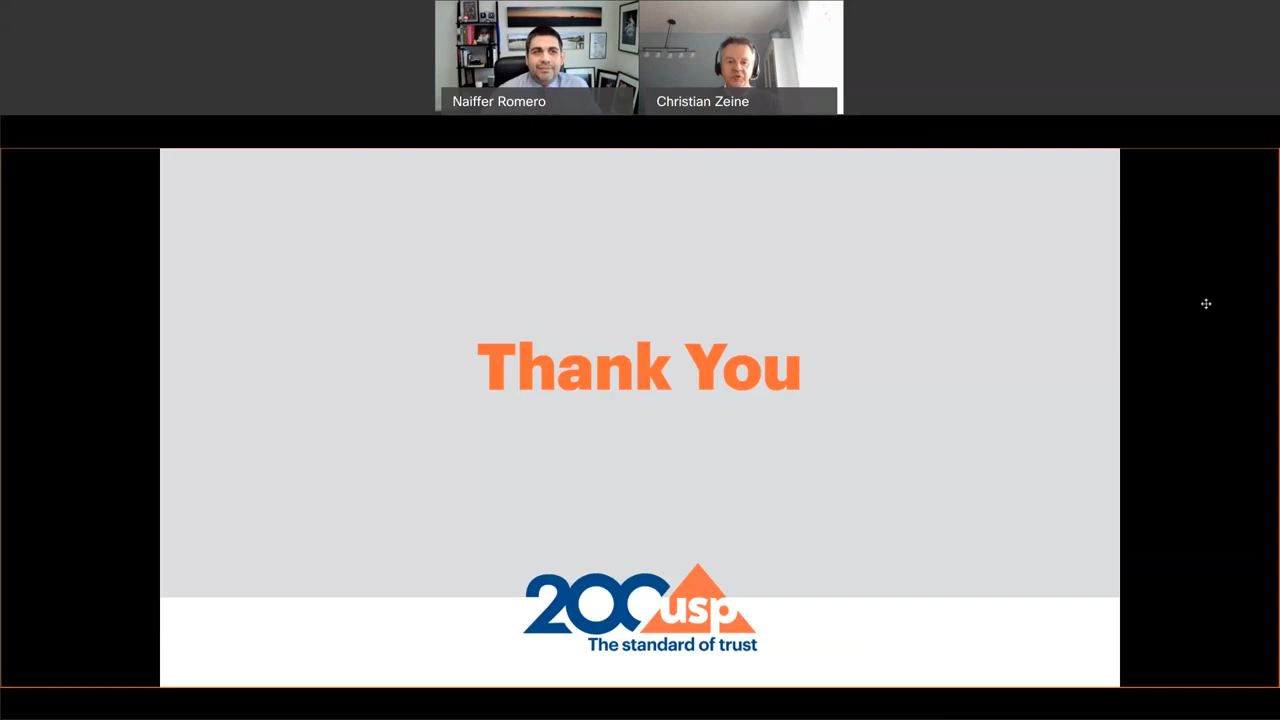 Naiffer Romero
Christian Zeine
Thank You
200 usp
The standard of trust